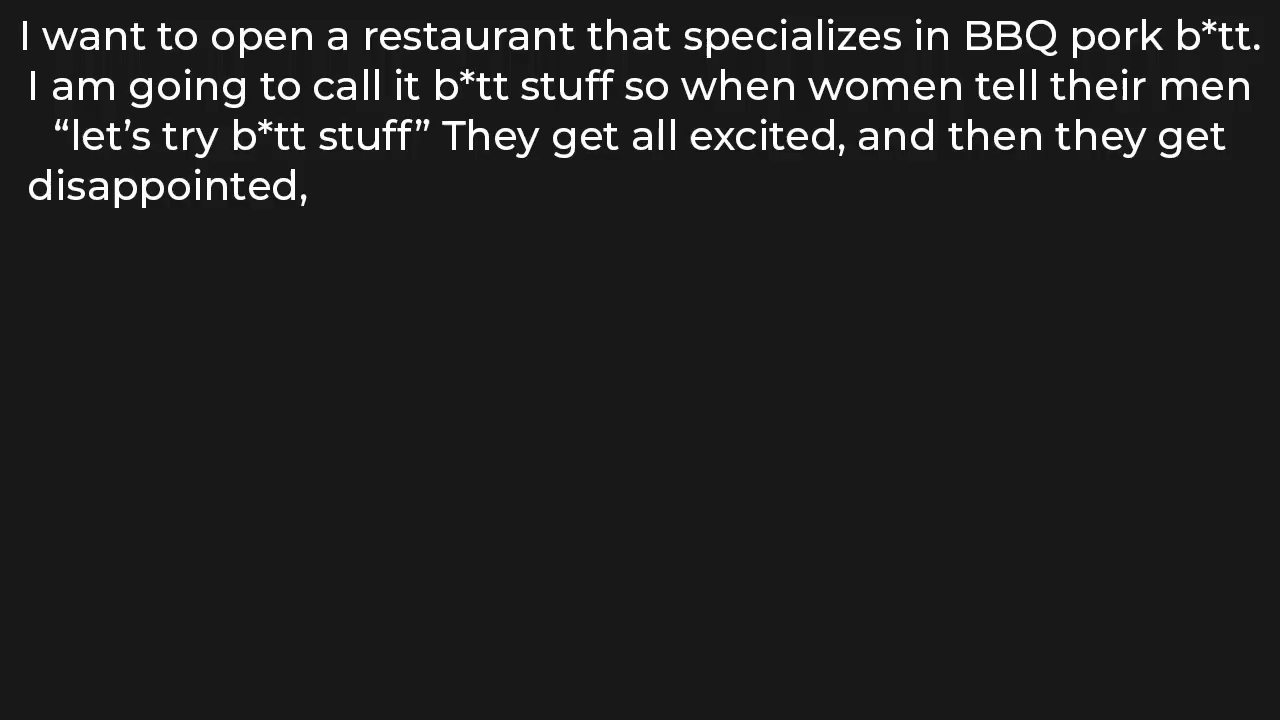 I want to open a restaurant that specializes in BBQ pork b*tt.
I am going to call it b*tt stuff so when women tell their men
“let’s try b*tt stuff” They get all excited, and then they get
disappointed,